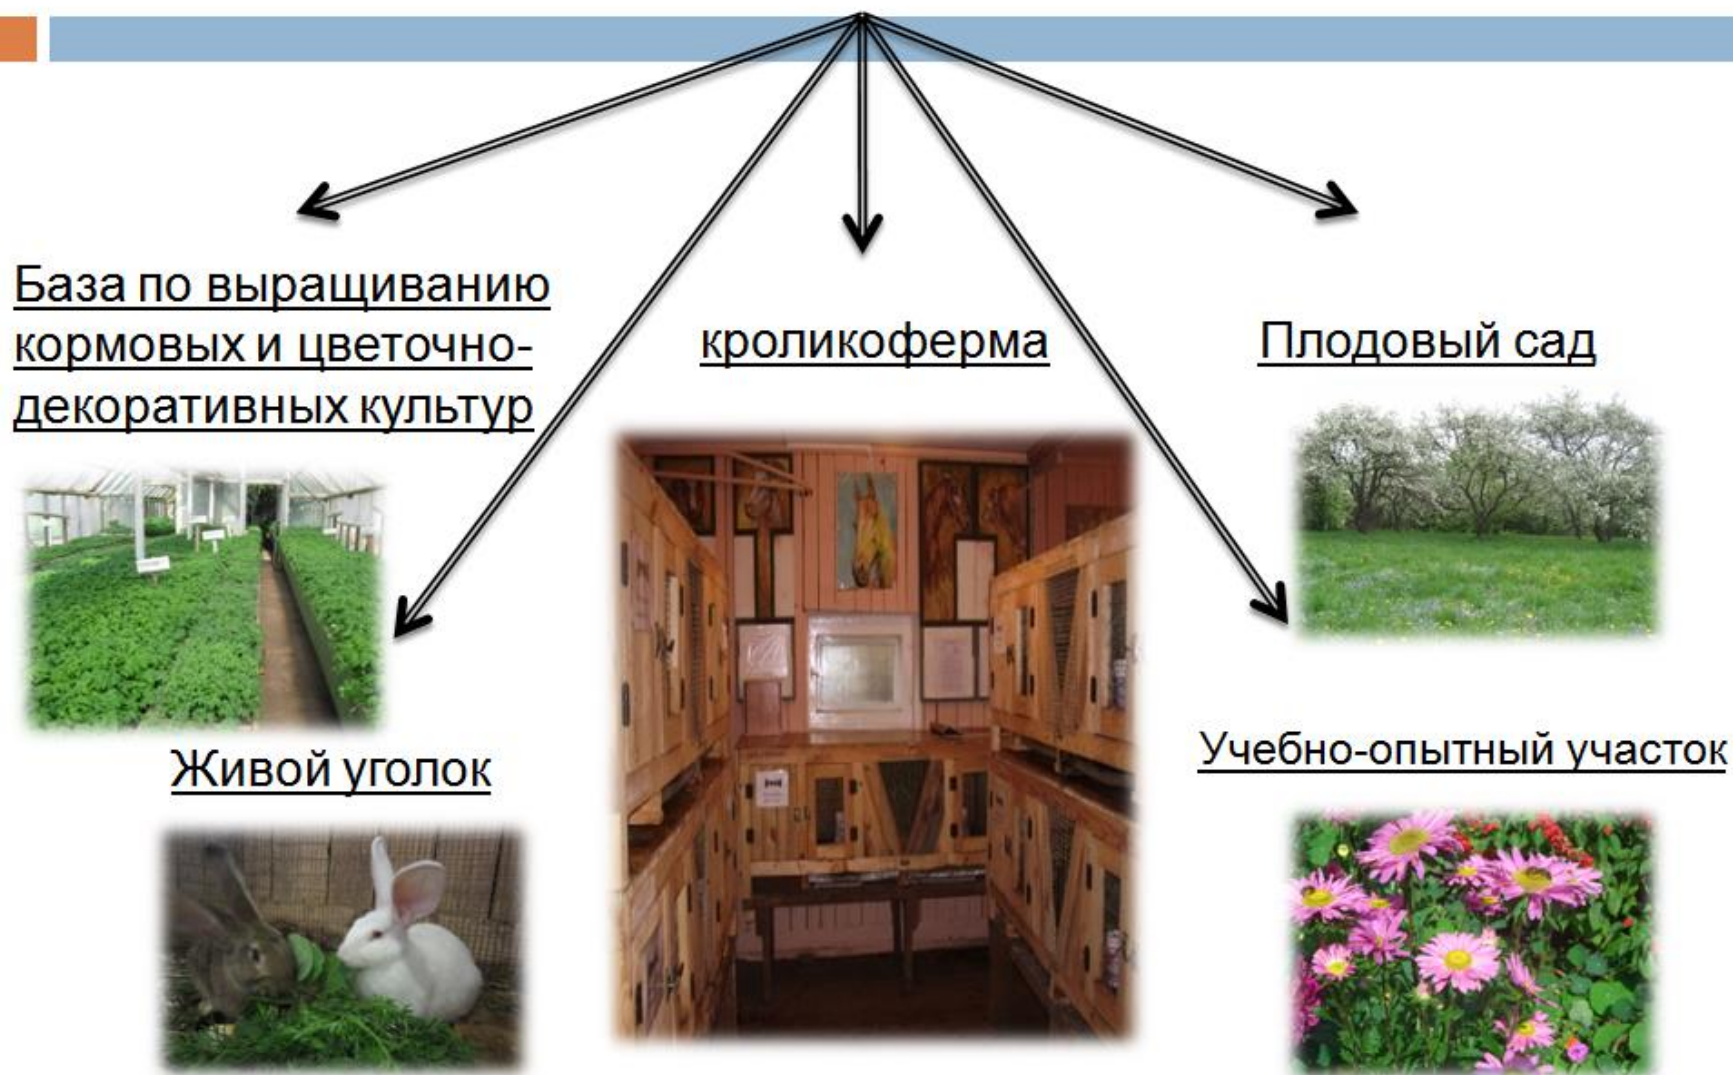 База по выращиванию
кормовых и цветочно-
декоративных культур
кроликоферма
Плодовый сад
Живой уголок
Учебно-опытный участок